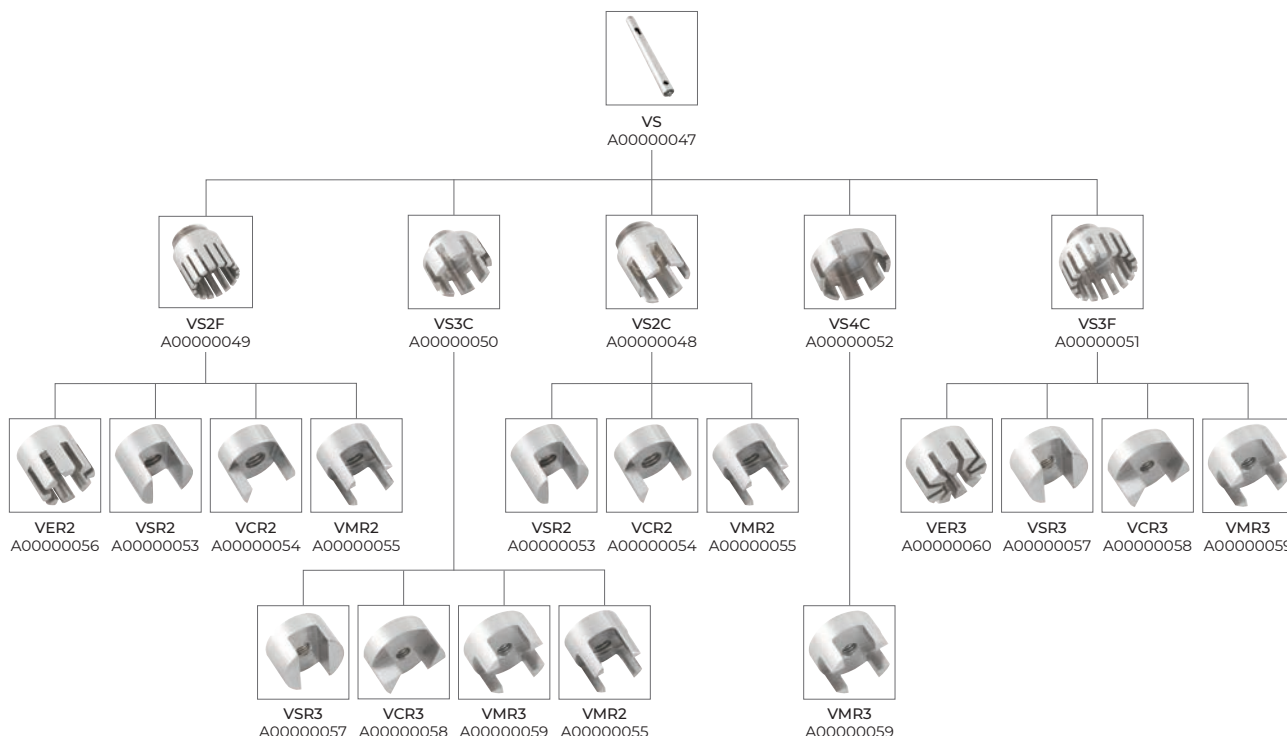 VS
A00000047
VS2F
A00000049
VS3C
A00000050
VS2C
A00000048
VS4C
A00000052
VS3F
A00000051
VER2
A00000056
VSR2
A00000053
VCR2
A00000054
VMR2
A00000055
VSR2
A00000053
VCR2
A00000054
VMR2
A00000055
VER3
A00000060
VSR3
A00000057
VCR3
A00000058
VMR3
A00000059
VSR3
A00000057
VCR3
A00000058
VMR3
A00000059
VMR2
A00000055
VMR3
A00000059